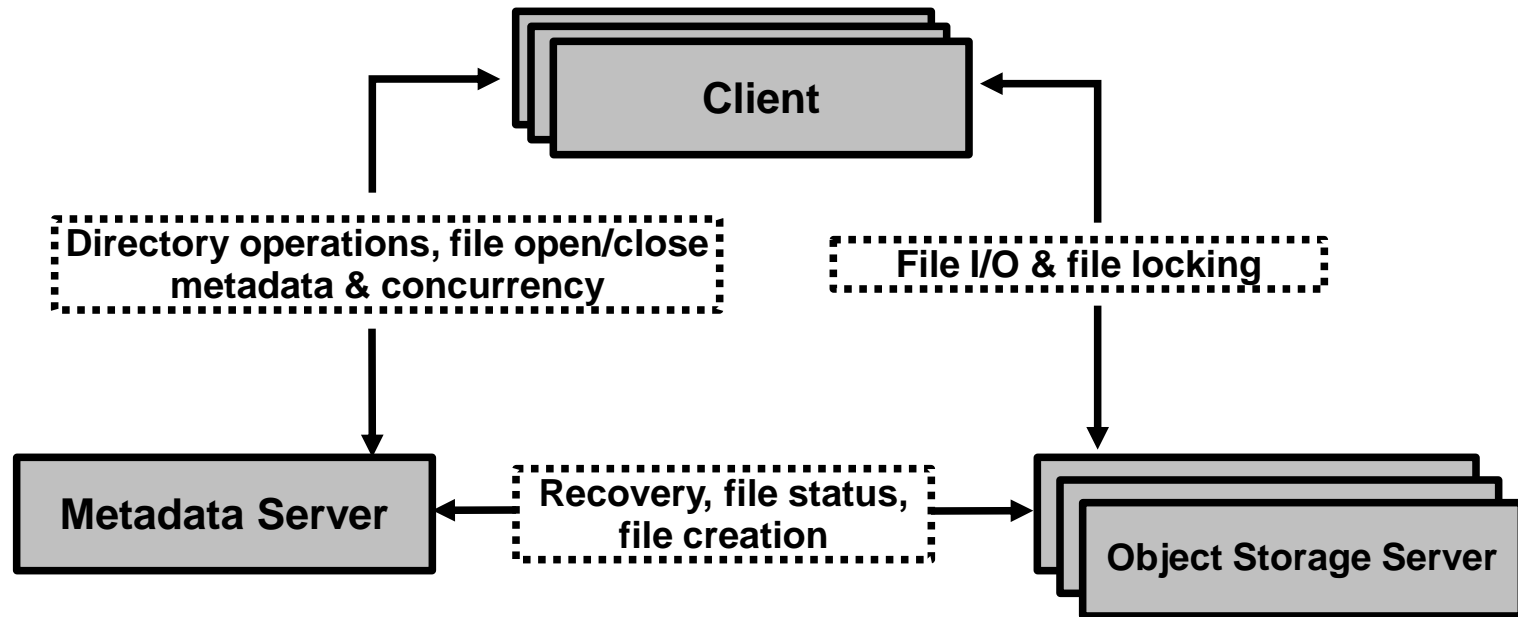 Client
Directory operations, file open/close
metadata & concurrency
File I/O & file locking
Metadata Server
Recovery, file status,
file creation
Object Storage Server